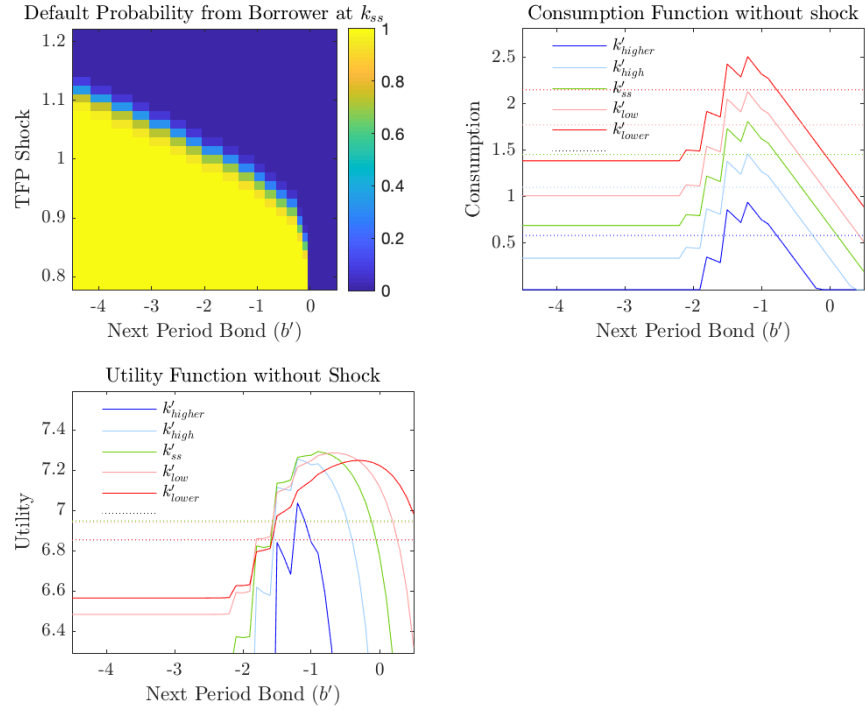 Default Probability from Borrower at k_ss
TFP Shock
1.2
1.1
1
0.9
0.8
-4
-3
-2
-1
0
Next Period Bond (b′)
1
0.8
0.6
0.4
0.2
0
Consumption Function without shock
Consumption
2.5
2
1.5
1
0.5
k′_higher
k′_high
k′_ss
k′_low
k′_lower
-4
-3
-2
-1
0
Next Period Bond (b′)
Utility Function without Shock
Utility
7.4
7.2
7
6.8
6.6
6.4
k′_higher
k′_high
k′_ss
k′_low
k′_lower
-4
-3
-2
-1
0
Next Period Bond (b′)